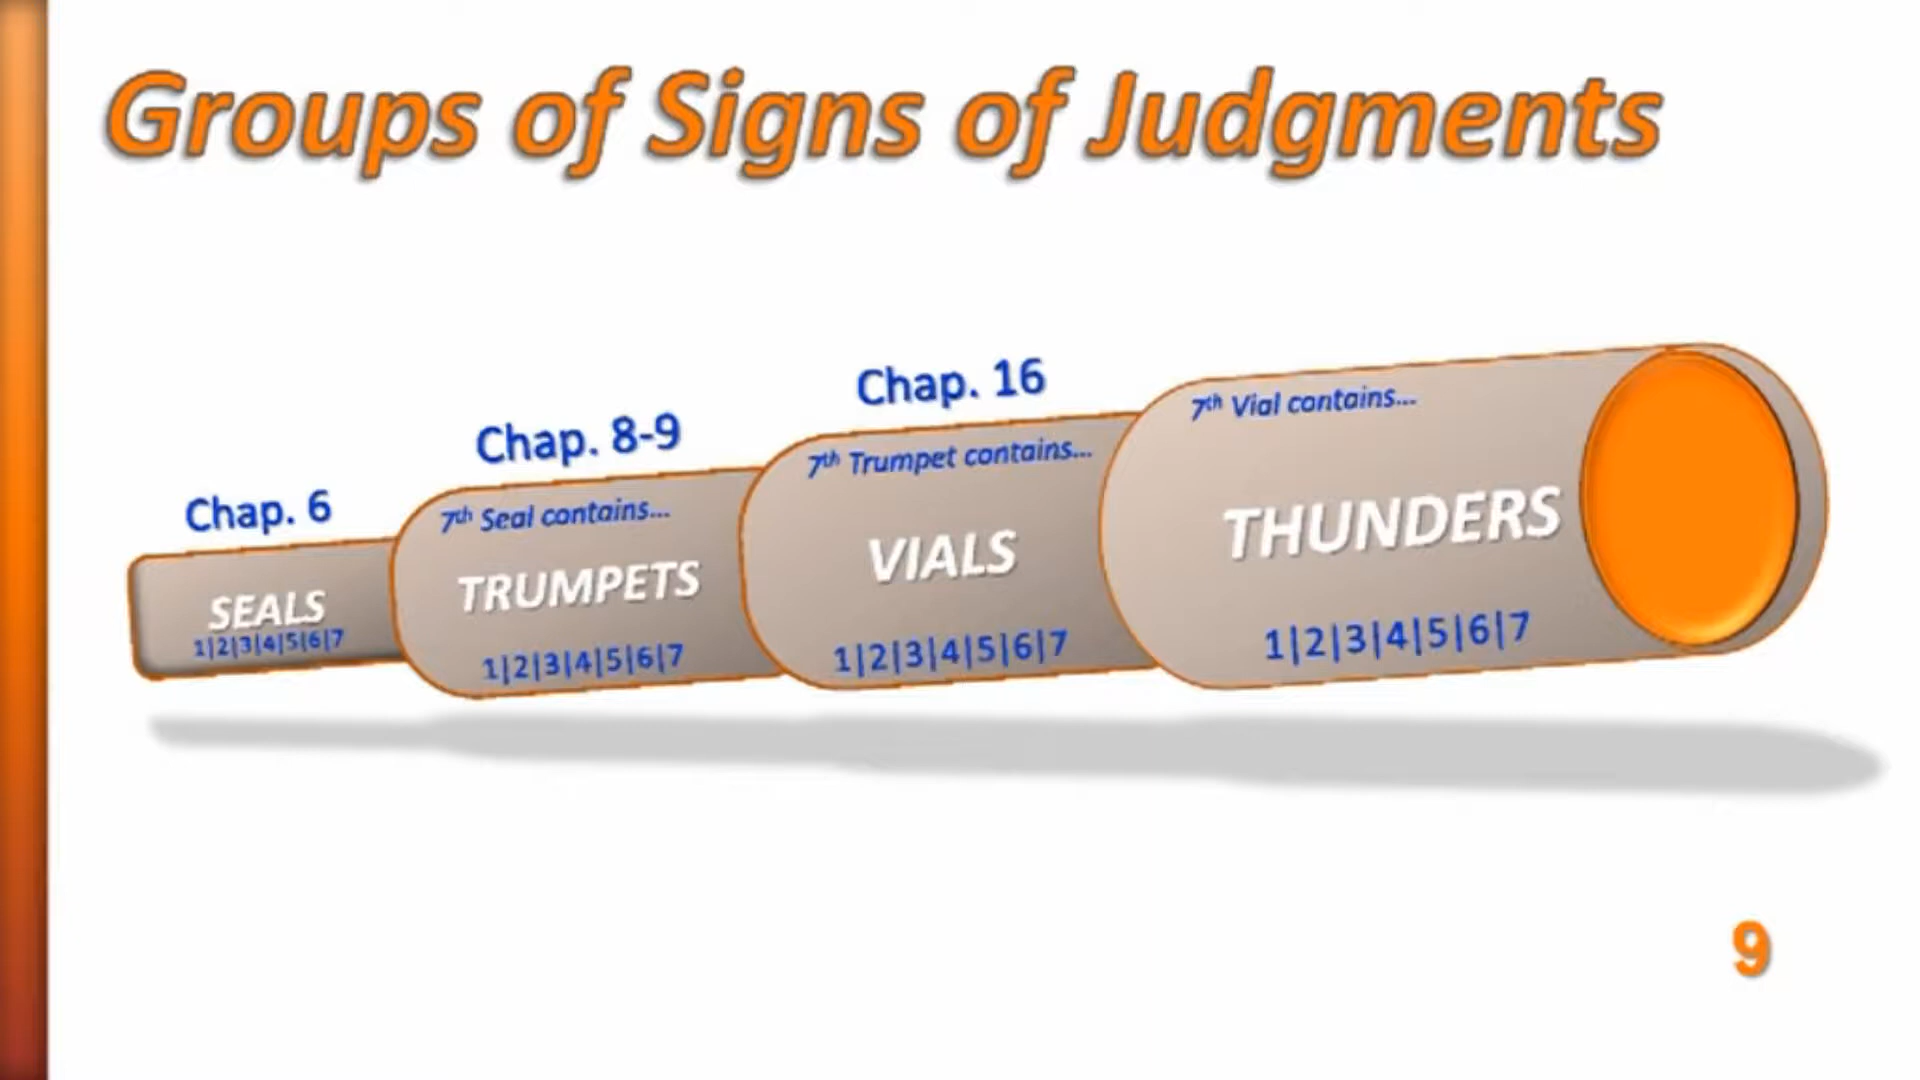 Groups of Signs of Judgments
Chap. 6
SEALS
1|2|3|4|5|6|7
Chap. 8-9
7th Seal contains...
TRUMPETS
1|2|3|4|5|6|7
Chap. 16
7th Trumpet contains...
VIALS
1|2|3|4|5|6|7
7th Vial contains...
THUNDERS
1|2|3|4|5|6|7
9